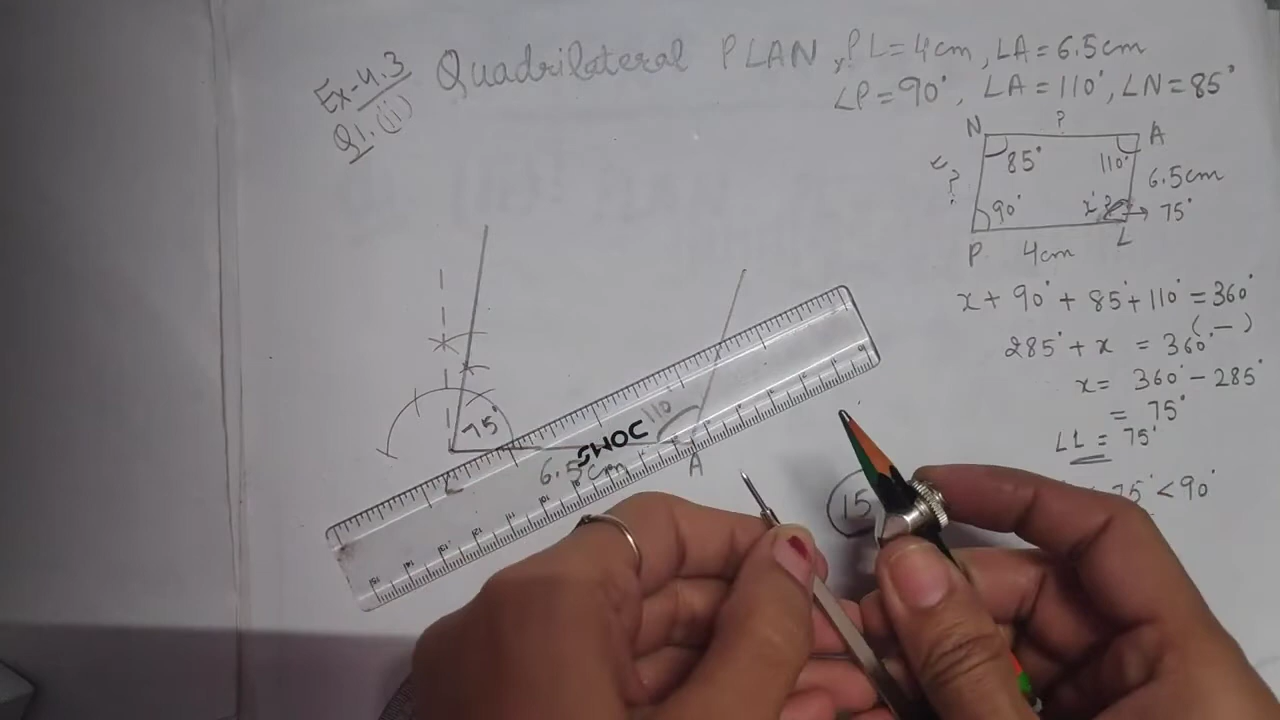 Ex-4.3 Quadrilateral PLAN, PL = 4cm, LA = 6.5cm
Q1.(ii) ∠P = 90°, ∠A = 110°, ∠N = 85°
N ? A
85° 110°
? 6.5cm
90° x? → 75°
P 4cm L
x + 90° + 85° + 110° = 360°
(-)
285° + x = 360°
x = 360° - 285°
= 75°
∠L = 75°
75° < 90°
15
75°
110
L 6.5cm A